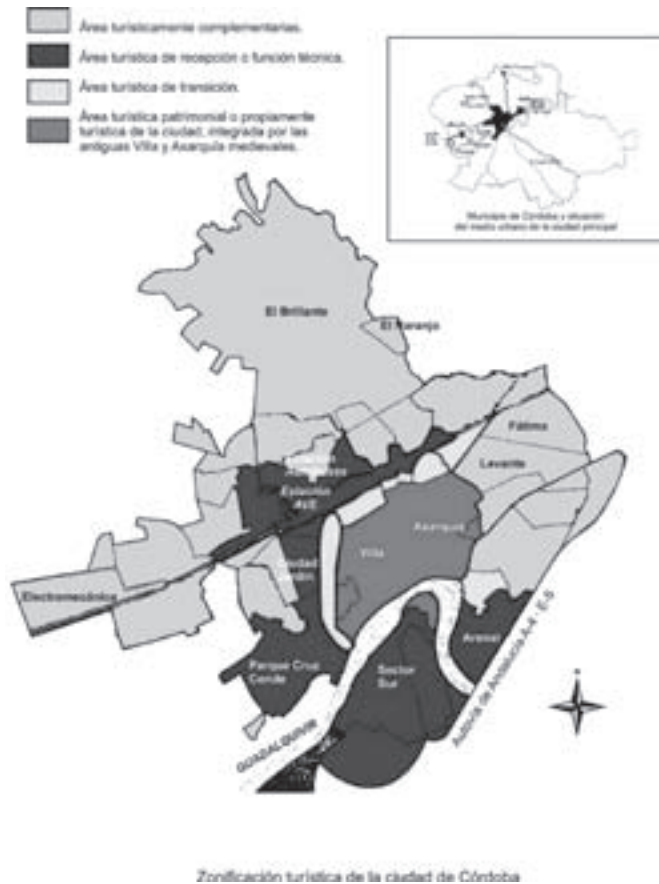 Área turísticamente complementarias.
Área turística de recepción o función técnica.
Área turística de transición.
Área turística patrimonial o propiamente
turística de la ciudad, integrada por las
antiguas Villa y Axarquía medievales.
Municipio de Córdoba y situación
del medio urbano de la ciudad principal
El Brillante
El Naranjo
Fátima
Levante
Estación
AVE
Axarquía
Villa
Ciudad
Jardín
Electromecánica
Parque Cruz
Conde
Sector
Sur
Arenal
Autovía de Andalucía A-4 - E-5
GUADALQUIVIR
Zonificación turística de la ciudad de Córdoba